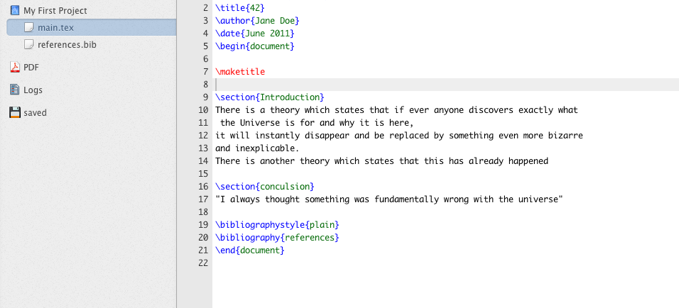 My First Project
main.tex
references.bib
PDF
Logs
saved
2 \title{42}
3 \author{Jane Doe}
4 \date{June 2011}
5 \begin{document}
6
7 \maketitle
8
9 \section{Introduction}
10 There is a theory which states that if ever anyone discovers exactly what
11  the Universe is for and why it is here,
12 it will instantly disappear and be replaced by something even more bizarre
13 and inexplicable.
14 There is another theory which states that this has already happened
15
16 \section{conculsion}
17 "I always thought something was fundamentally wrong with the universe"
18
19 \bibliographystyle{plain}
20 \bibliography{references}
21 \end{document}
22